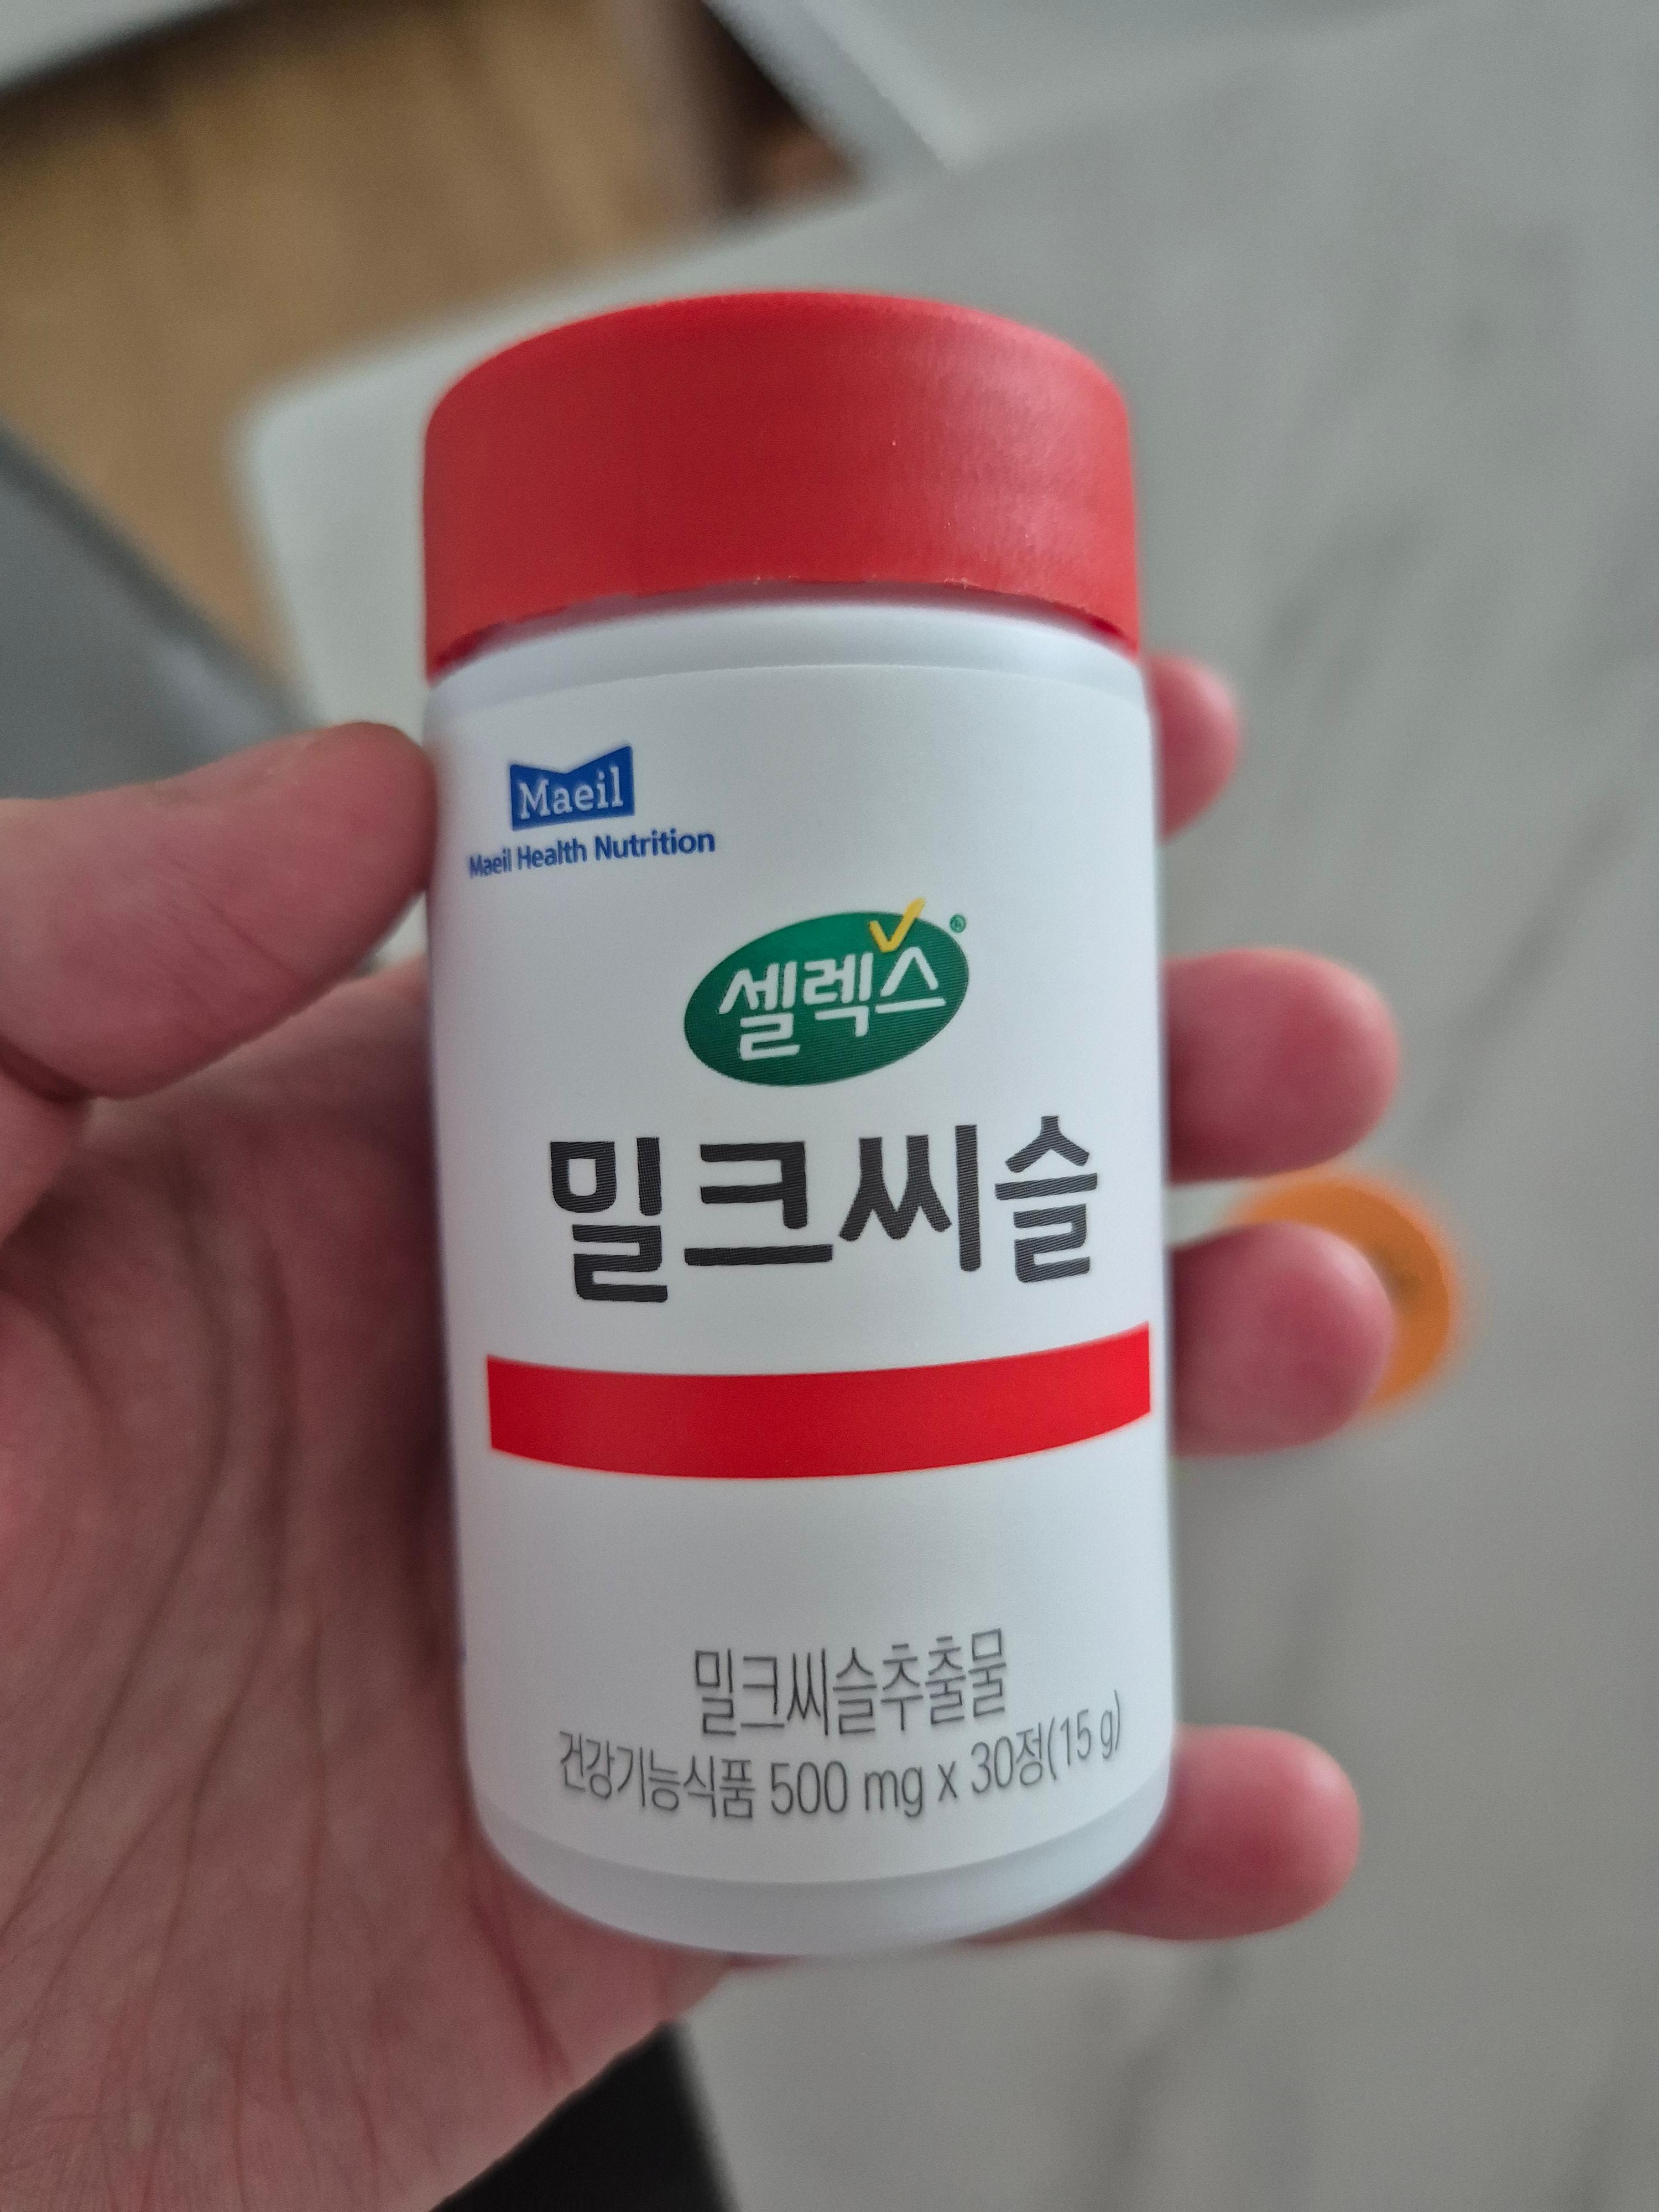 Maeil
Maeil Health Nutrition
셀렉스®
밀크씨슬
밀크씨슬추출물
건강기능식품 500 mg x 30정(15 g)